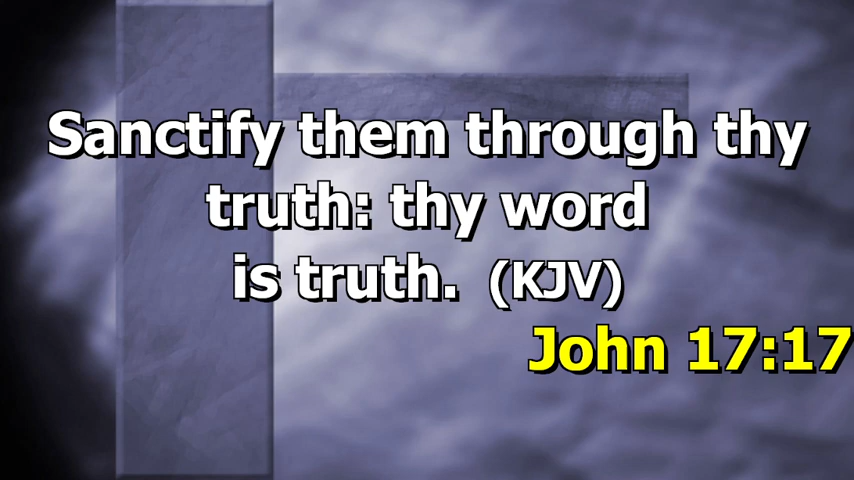 Sanctify them through thy
truth: thy word
is truth. (KJV)
John 17:17